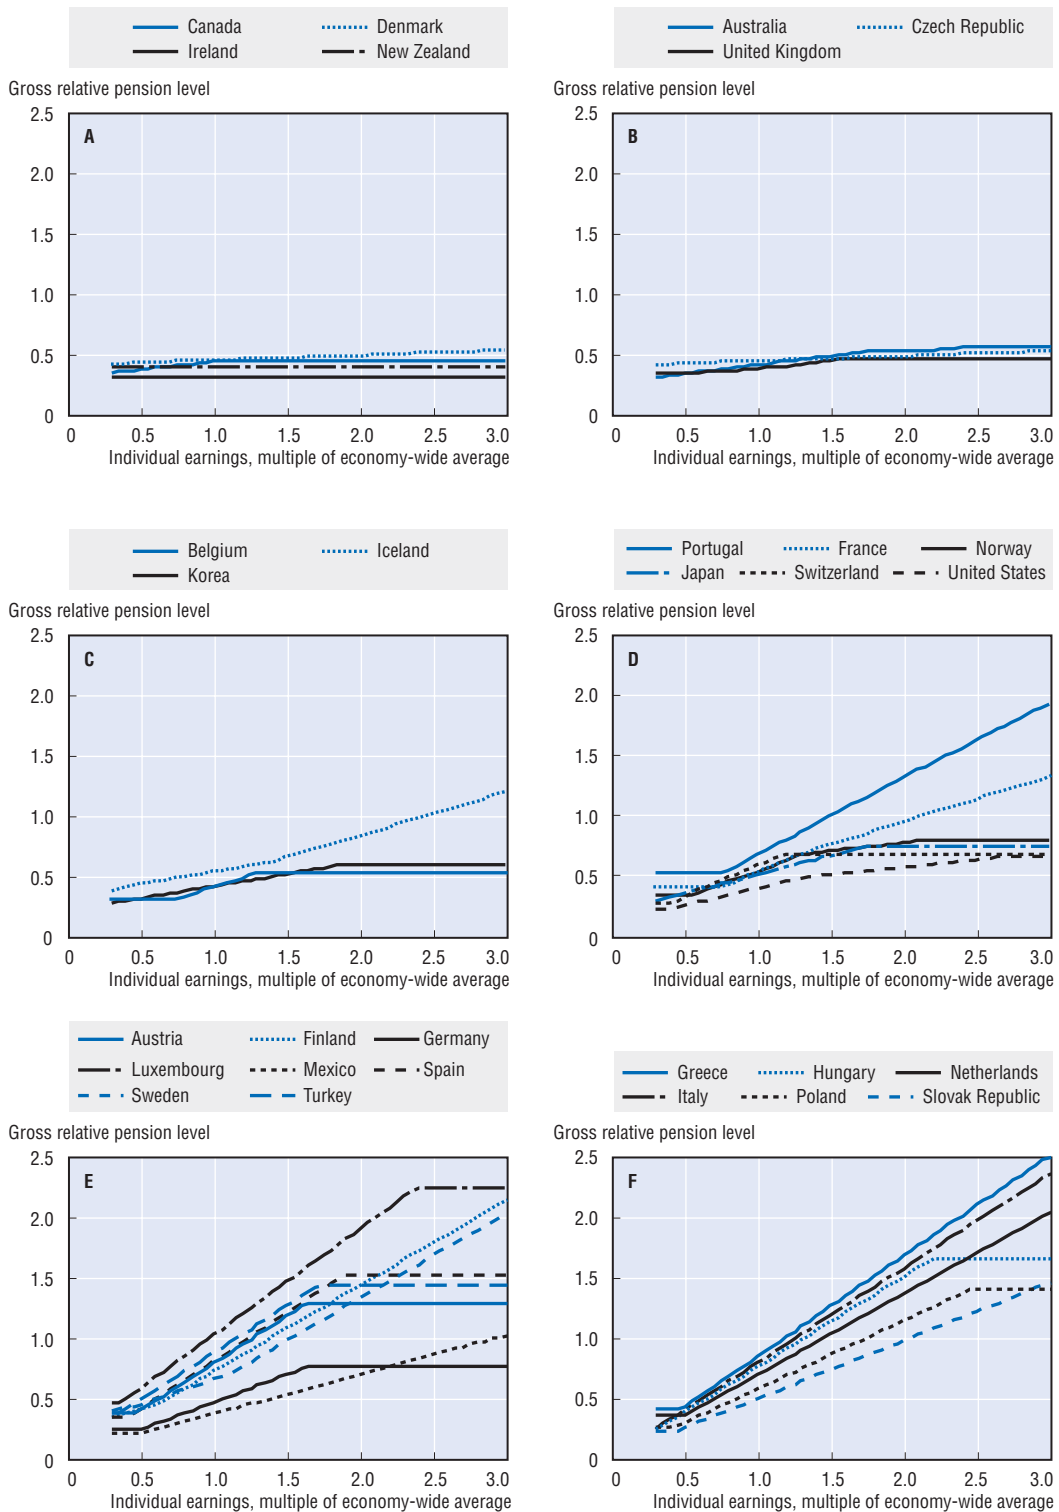 Canada Denmark
Ireland New Zealand
Gross relative pension level
2.5
A
2.0
1.5
1.0
0.5
0
0 0.5 1.0 1.5 2.0 2.5 3.0
Individual earnings, multiple of economy-wide average
Australia Czech Republic
United Kingdom
Gross relative pension level
2.5
B
2.0
1.5
1.0
0.5
0
0 0.5 1.0 1.5 2.0 2.5 3.0
Individual earnings, multiple of economy-wide average
Belgium Iceland
Korea
Gross relative pension level
2.5
C
2.0
1.5
1.0
0.5
0
0 0.5 1.0 1.5 2.0 2.5 3.0
Individual earnings, multiple of economy-wide average
Portugal France Norway
Japan Switzerland United States
Gross relative pension level
2.5
D
2.0
1.5
1.0
0.5
0
0 0.5 1.0 1.5 2.0 2.5 3.0
Individual earnings, multiple of economy-wide average
Austria Finland Germany
Luxembourg Mexico Spain
Sweden Turkey
Gross relative pension level
2.5
E
2.0
1.5
1.0
0.5
0
0 0.5 1.0 1.5 2.0 2.5 3.0
Individual earnings, multiple of economy-wide average
Greece Hungary Netherlands
Italy Poland Slovak Republic
Gross relative pension level
2.5
F
2.0
1.5
1.0
0.5
0
0 0.5 1.0 1.5 2.0 2.5 3.0
Individual earnings, multiple of economy-wide average